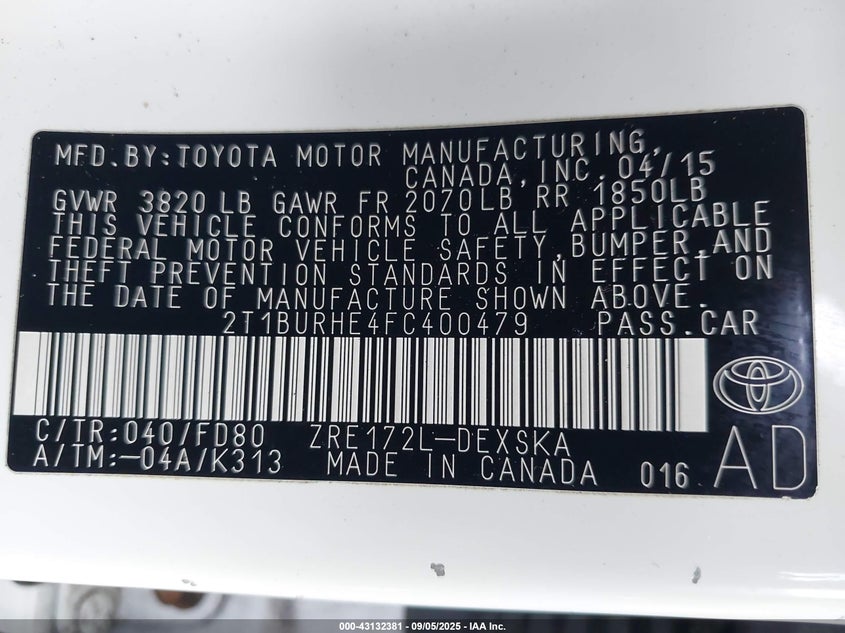 MFD.BY:TOYOTA MOTOR MANUFACTURING,
CANADA,INC.04/15
GVWR 3820LB GAWR FR 2070LB RR 1850LB
THIS VEHICLE CONFORMS TO ALL APPLICABLE
FEDERAL MOTOR VEHICLE SAFETY,BUMPER,AND
THEFT PREVENTION STANDARDS IN EFFECT ON
THE DATE OF MANUFACTURE SHOWN ABOVE.
2T1BURHE4FC400479 PASS.CAR
C/TR:040/FD80 ZRE172L-DEXSKA
A/TM:-04A/K313 MADE IN CANADA 016 AD
000-43132381 - 09/05/2025 - IAA Inc.